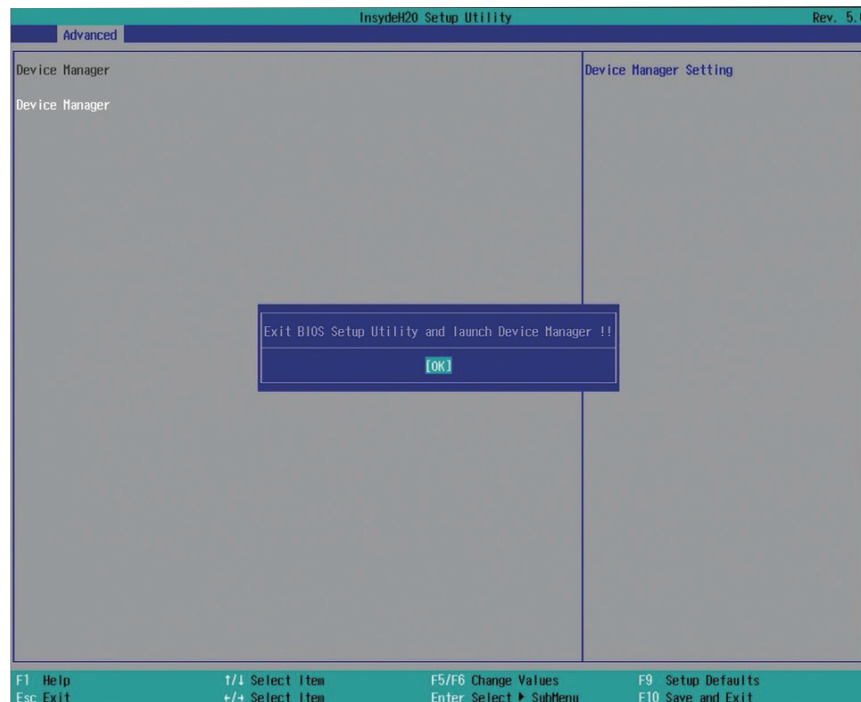 InsydeH20 Setup Utility Rev. 5.
Advanced
Device Manager
Device Manager Setting
Device Manager
Exit BIOS Setup Utility and launch Device Manager !!
[OK]
F1 Help ↑/↓ Select Item F5/F6 Change Values F9 Setup Defaults
Esc Exit ←/→ Select Item Enter Select ▶ SubMenu F10 Save and Exit